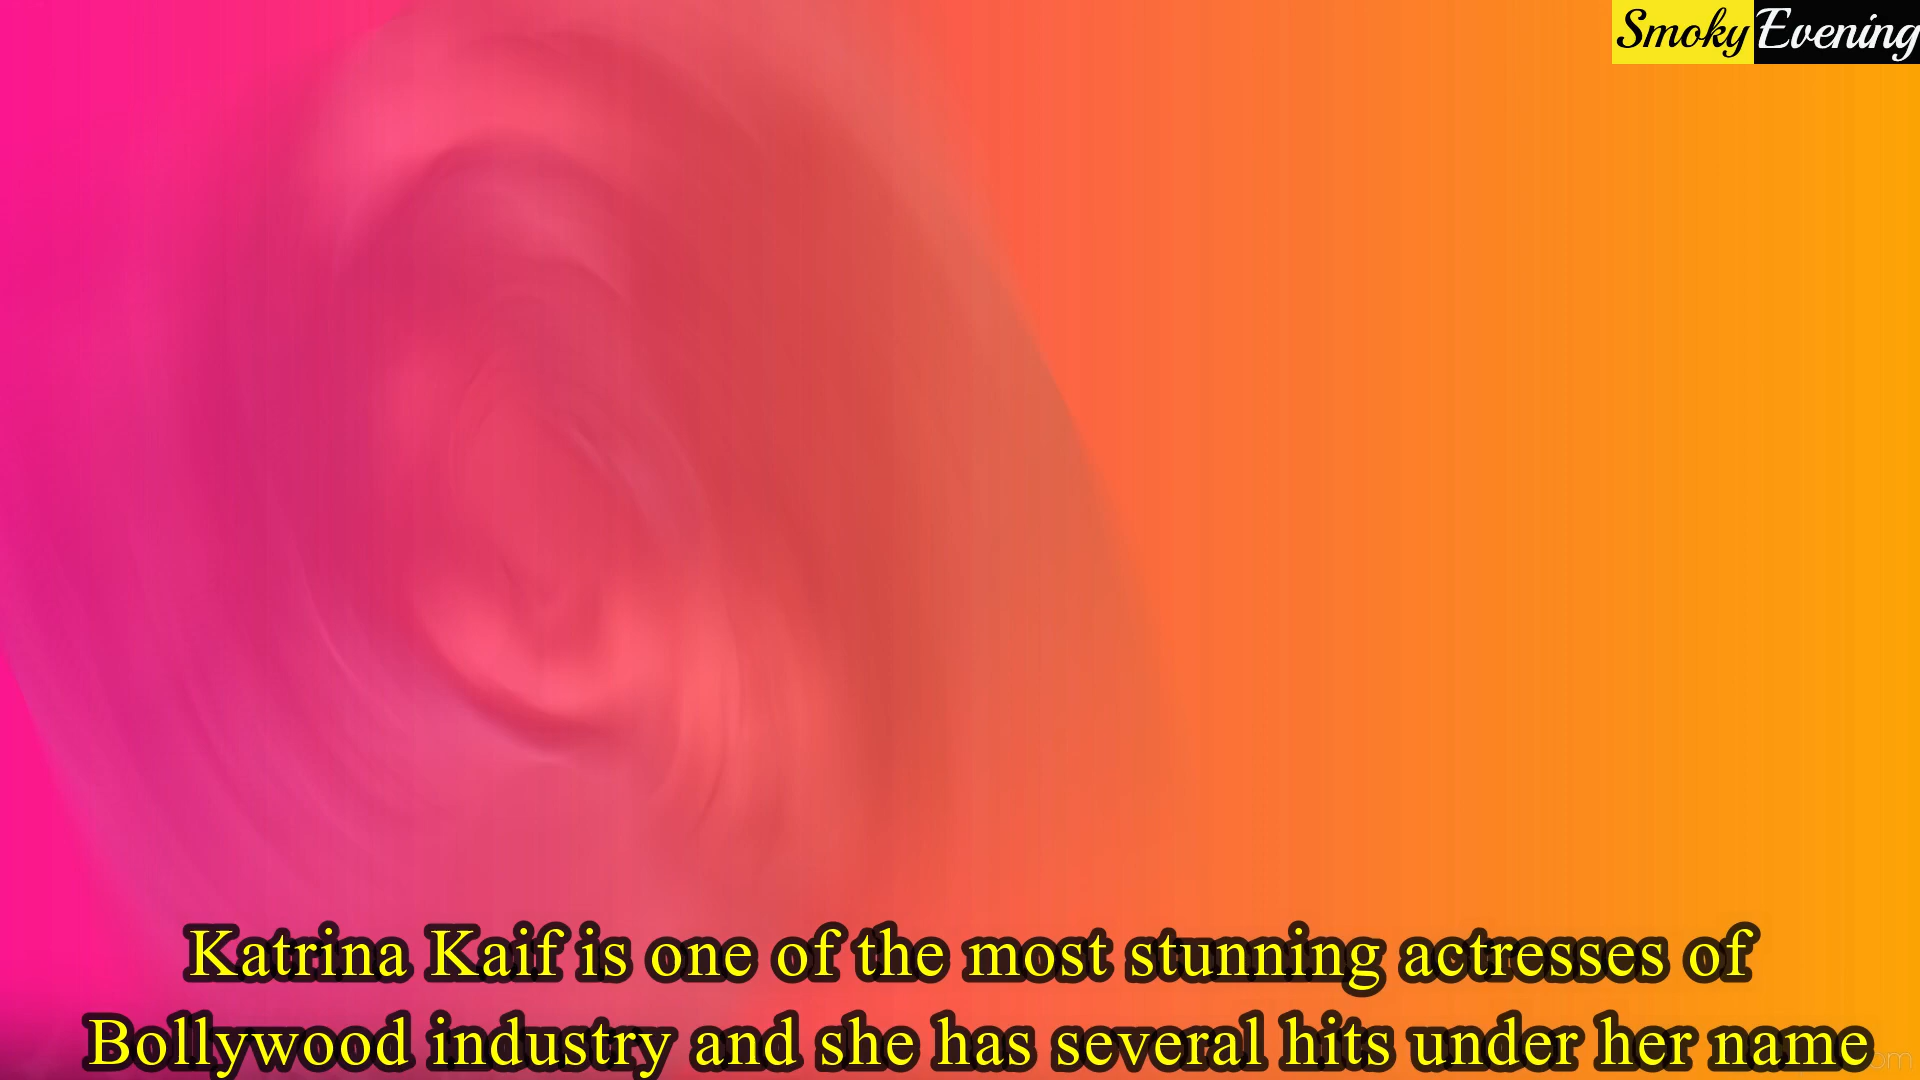 Smoky Evening
Katrina Kaif is one of the most stunning actresses of
Bollywood industry and she has several hits under her name